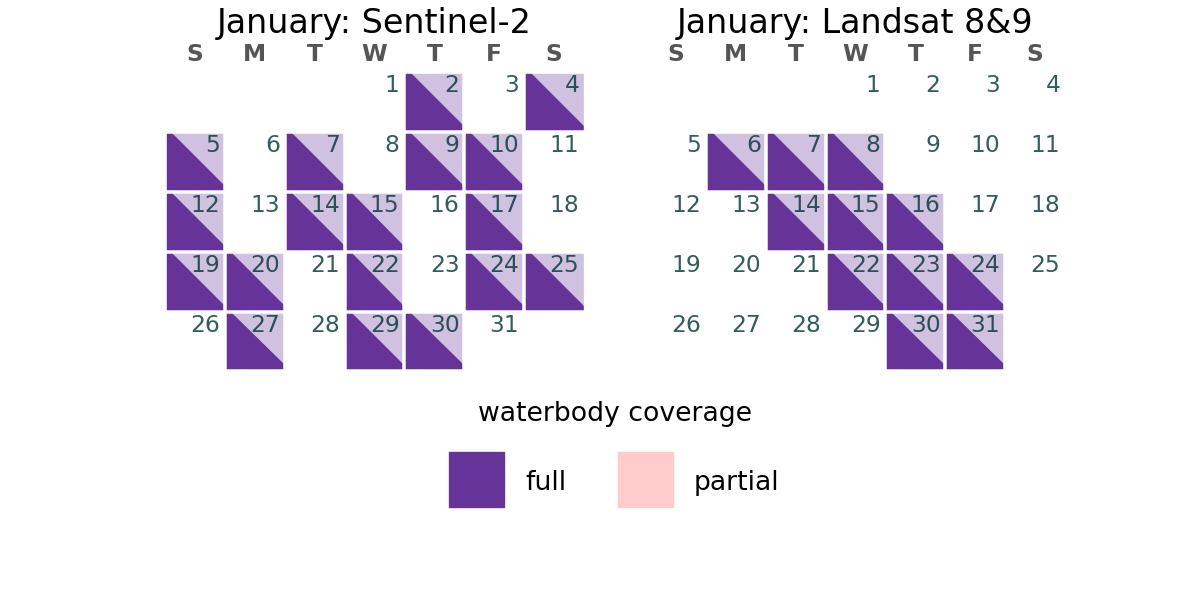 January: Sentinel-2
S M T W T F S
1 2 3 4
5 6 7 8 9 10 11
12 13 14 15 16 17 18
19 20 21 22 23 24 25
26 27 28 29 30 31
January: Landsat 8&9
S M T W T F S
1 2 3 4
5 6 7 8 9 10 11
12 13 14 15 16 17 18
19 20 21 22 23 24 25
26 27 28 29 30 31
waterbody coverage
full partial